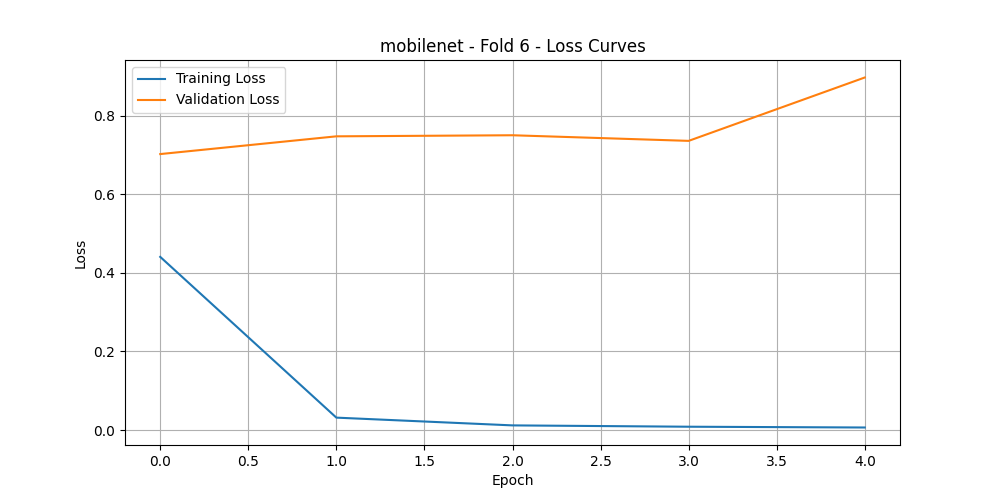 mobilenet - Fold 6 - Loss Curves
Training Loss
Validation Loss
0.8
0.6
0.4
0.2
0.0
Loss
0.0 0.5 1.0 1.5 2.0 2.5 3.0 3.5 4.0
Epoch